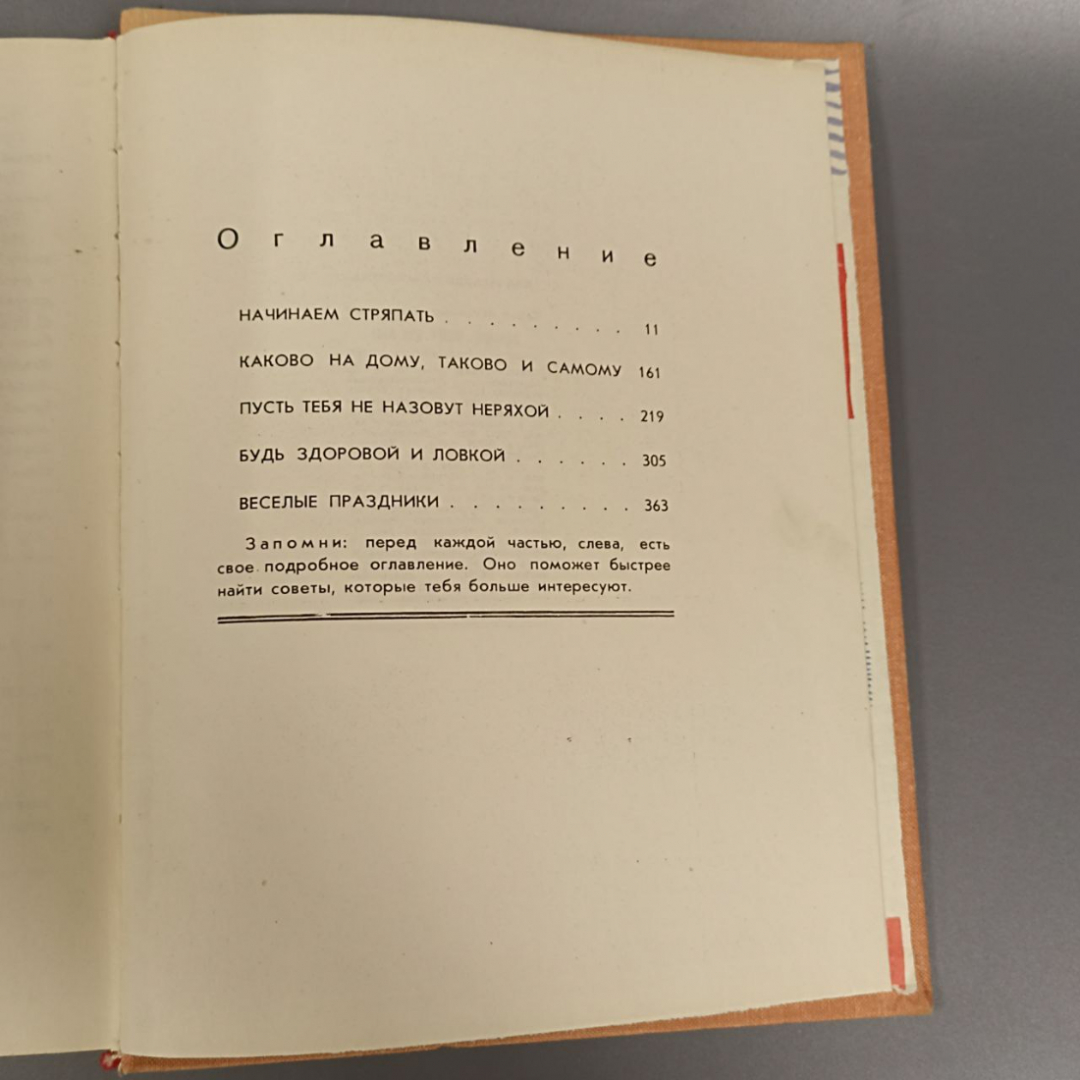 Оглавление
НАЧИНАЕМ СТРЯПАТЬ . . . . . . . . . 11
КАКОВО НА ДОМУ, ТАКОВО И САМОМУ 161
ПУСТЬ ТЕБЯ НЕ НАЗОВУТ НЕРЯХОЙ . . . . 219
БУДЬ ЗДОРОВОЙ И ЛОВКОЙ . . . . . . 305
ВЕСЕЛЫЕ ПРАЗДНИКИ . . . . . . . . . 363
Запомни: перед каждой частью, слева, есть
свое подробное оглавление. Оно поможет быстрее
найти советы, которые тебя больше интересуют.